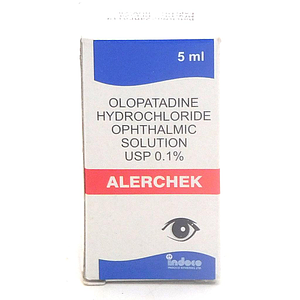 5 ml
OLOPATADINE
HYDROCHLORIDE
OPHTHALMIC
SOLUTION
USP 0.1%
ALERCHEK
indoco